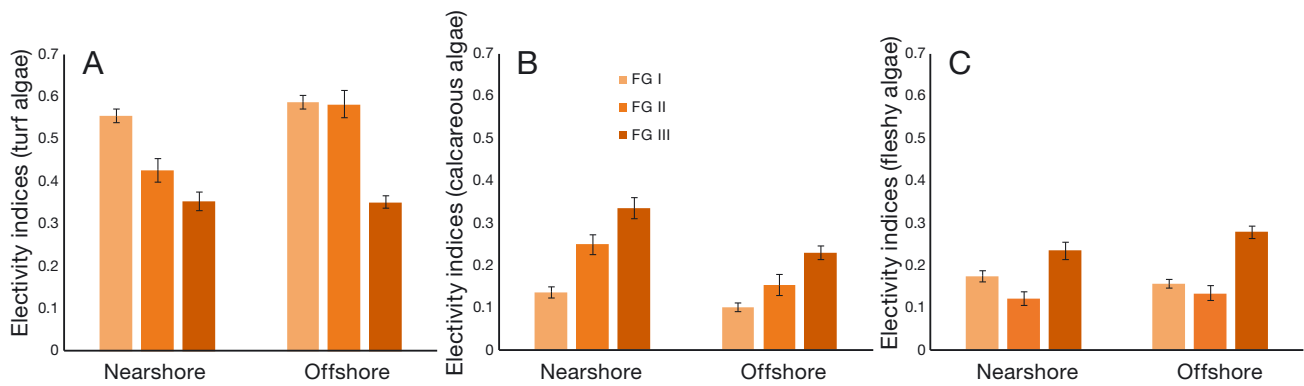 A
Electivity indices (turf algae)
0.7
0.6
0.5
0.4
0.3
0.2
0.1
0
Nearshore Offshore
B
Electivity indices (calcareous algae)
0.7
0.6
0.5
0.4
0.3
0.2
0.1
0
FG I
FG II
FG III
Nearshore Offshore
C
Electivity indices (fleshy algae)
0.7
0.6
0.5
0.4
0.3
0.2
0.1
0
Nearshore Offshore